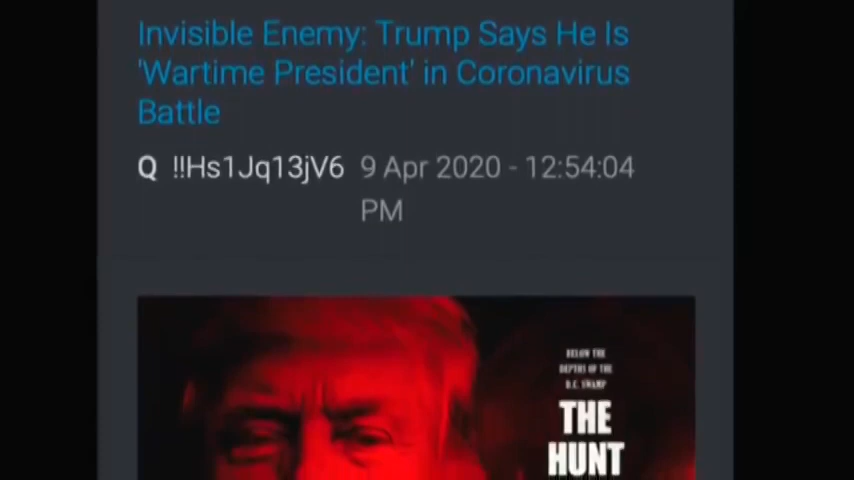 Invisible Enemy: Trump Says He Is
'Wartime President' in Coronavirus
Battle
Q !!Hs1Jq13jV6 9 Apr 2020 - 12:54:04
PM
BELOW THE
DEPTHS OF THE
D.C. SWAMP
THE
HUNT